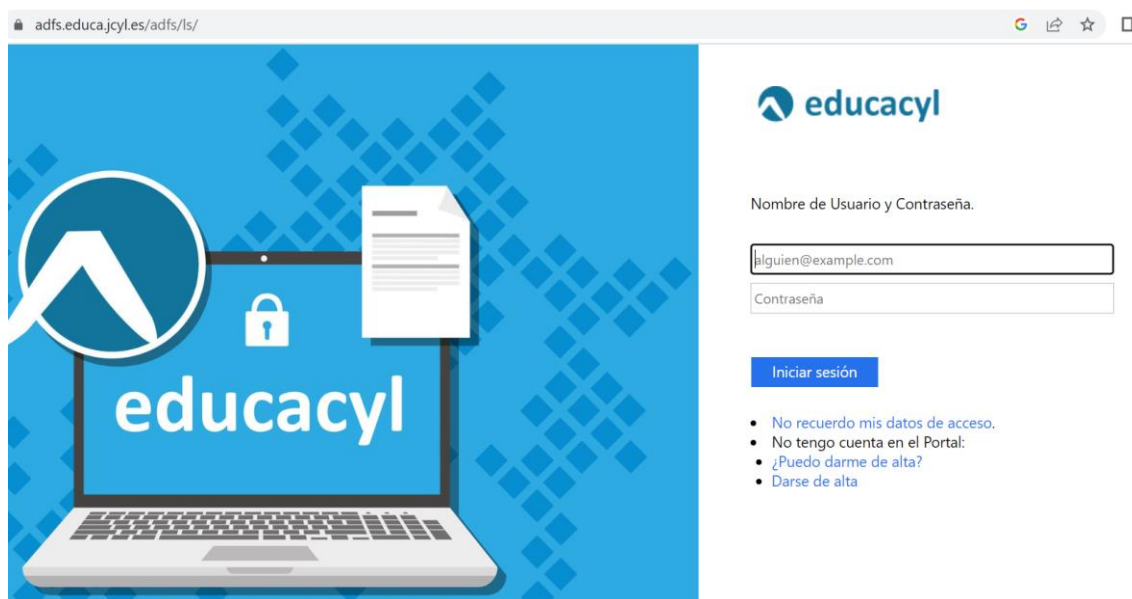 adfs.educa.jcyl.es/adfs/ls/
educacyl
educacyl
Nombre de Usuario y Contraseña.
alguien@example.com
Contraseña
Iniciar sesión
No recuerdo mis datos de acceso.
No tengo cuenta en el Portal:
¿Puedo darme de alta?
Darse de alta